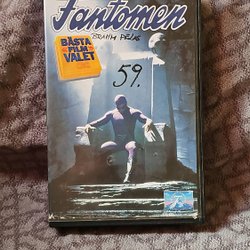 Fantomen
BÄSTA
FILM
VALET
59.